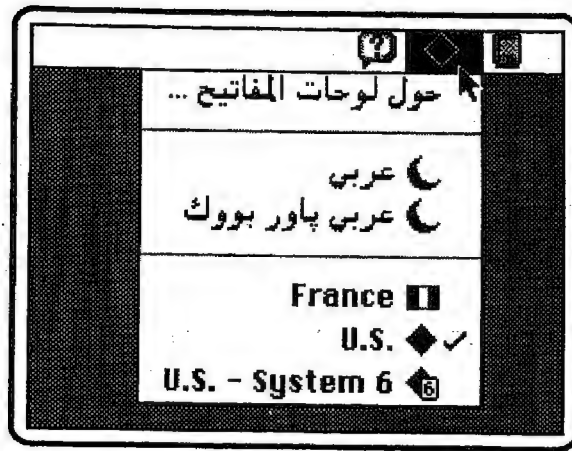 حول لوحات المفاتيح ...
عربي
عربي پاور بووك
France
U.S.
U.S. - System 6